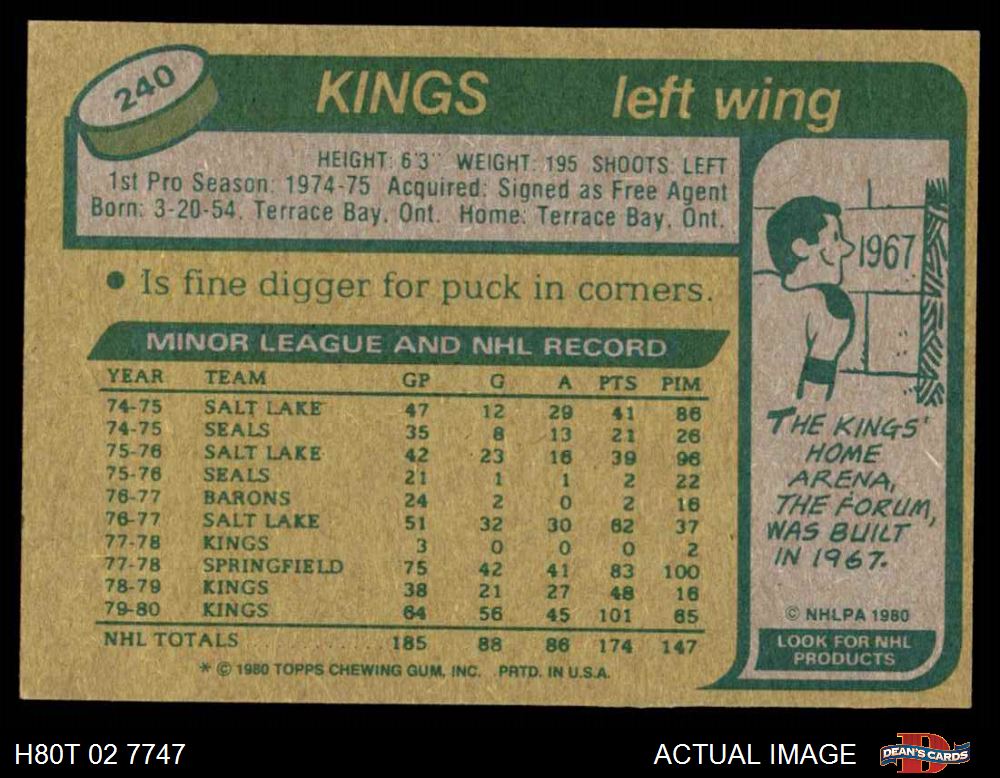 240
KINGS left wing
HEIGHT: 6'3" WEIGHT: 195 SHOOTS: LEFT
1st Pro Season: 1974-75 Acquired: Signed as Free Agent
Born: 3-20-54, Terrace Bay, Ont. Home: Terrace Bay, Ont.
• Is fine digger for puck in corners.
MINOR LEAGUE AND NHL RECORD
YEAR TEAM GP G A PTS PIM
74-75 SALT LAKE 47 12 29 41 86
74-75 SEALS 35 8 13 21 26
75-76 SALT LAKE 42 23 16 39 96
75-76 SEALS 21 1 1 2 22
76-77 BARONS 24 2 0 2 16
76-77 SALT LAKE 51 32 30 62 37
77-78 KINGS 3 0 0 0 2
77-78 SPRINGFIELD 75 42 41 83 100
78-79 KINGS 38 21 27 48 16
79-80 KINGS 64 56 45 101 65
NHL TOTALS 185 88 86 174 147
* © 1980 TOPPS CHEWING GUM, INC. PRTD. IN U.S.A.
1967
THE KINGS'
HOME
ARENA,
THE FORUM,
WAS BUILT
IN 1967.
© NHLPA 1980
LOOK FOR NHL
PRODUCTS
H80T 02 7747
ACTUAL IMAGE
D
DEAN'S CARDS